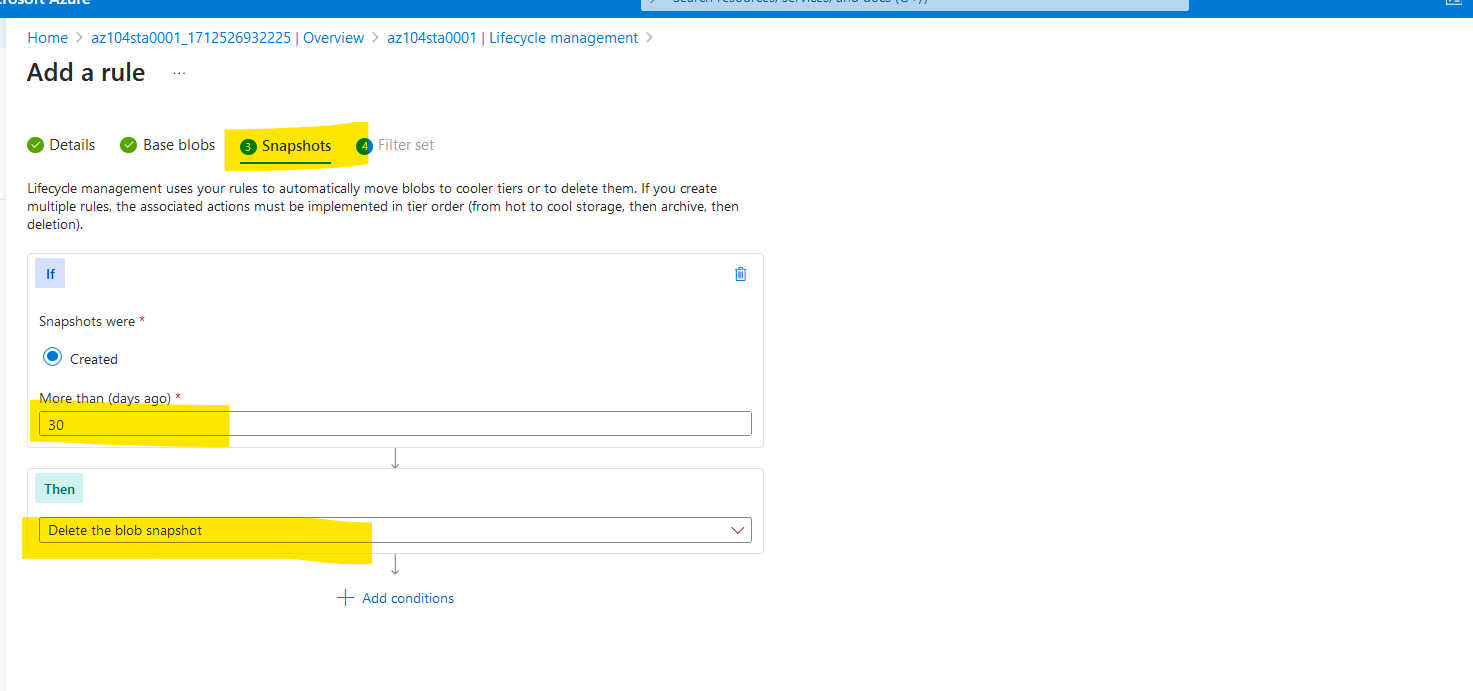 Microsoft Azure
Search resources, services, and docs (G+/)
Home > az104sta0001_1712526932225 | Overview > az104sta0001 | Lifecycle management >
Add a rule ...
Details Base blobs 3 Snapshots 4 Filter set
Lifecycle management uses your rules to automatically move blobs to cooler tiers or to delete them. If you create
multiple rules, the associated actions must be implemented in tier order (from hot to cool storage, then archive, then
deletion).
If
Snapshots were *
Created
More than (days ago) *
30
Then
Delete the blob snapshot
+ Add conditions